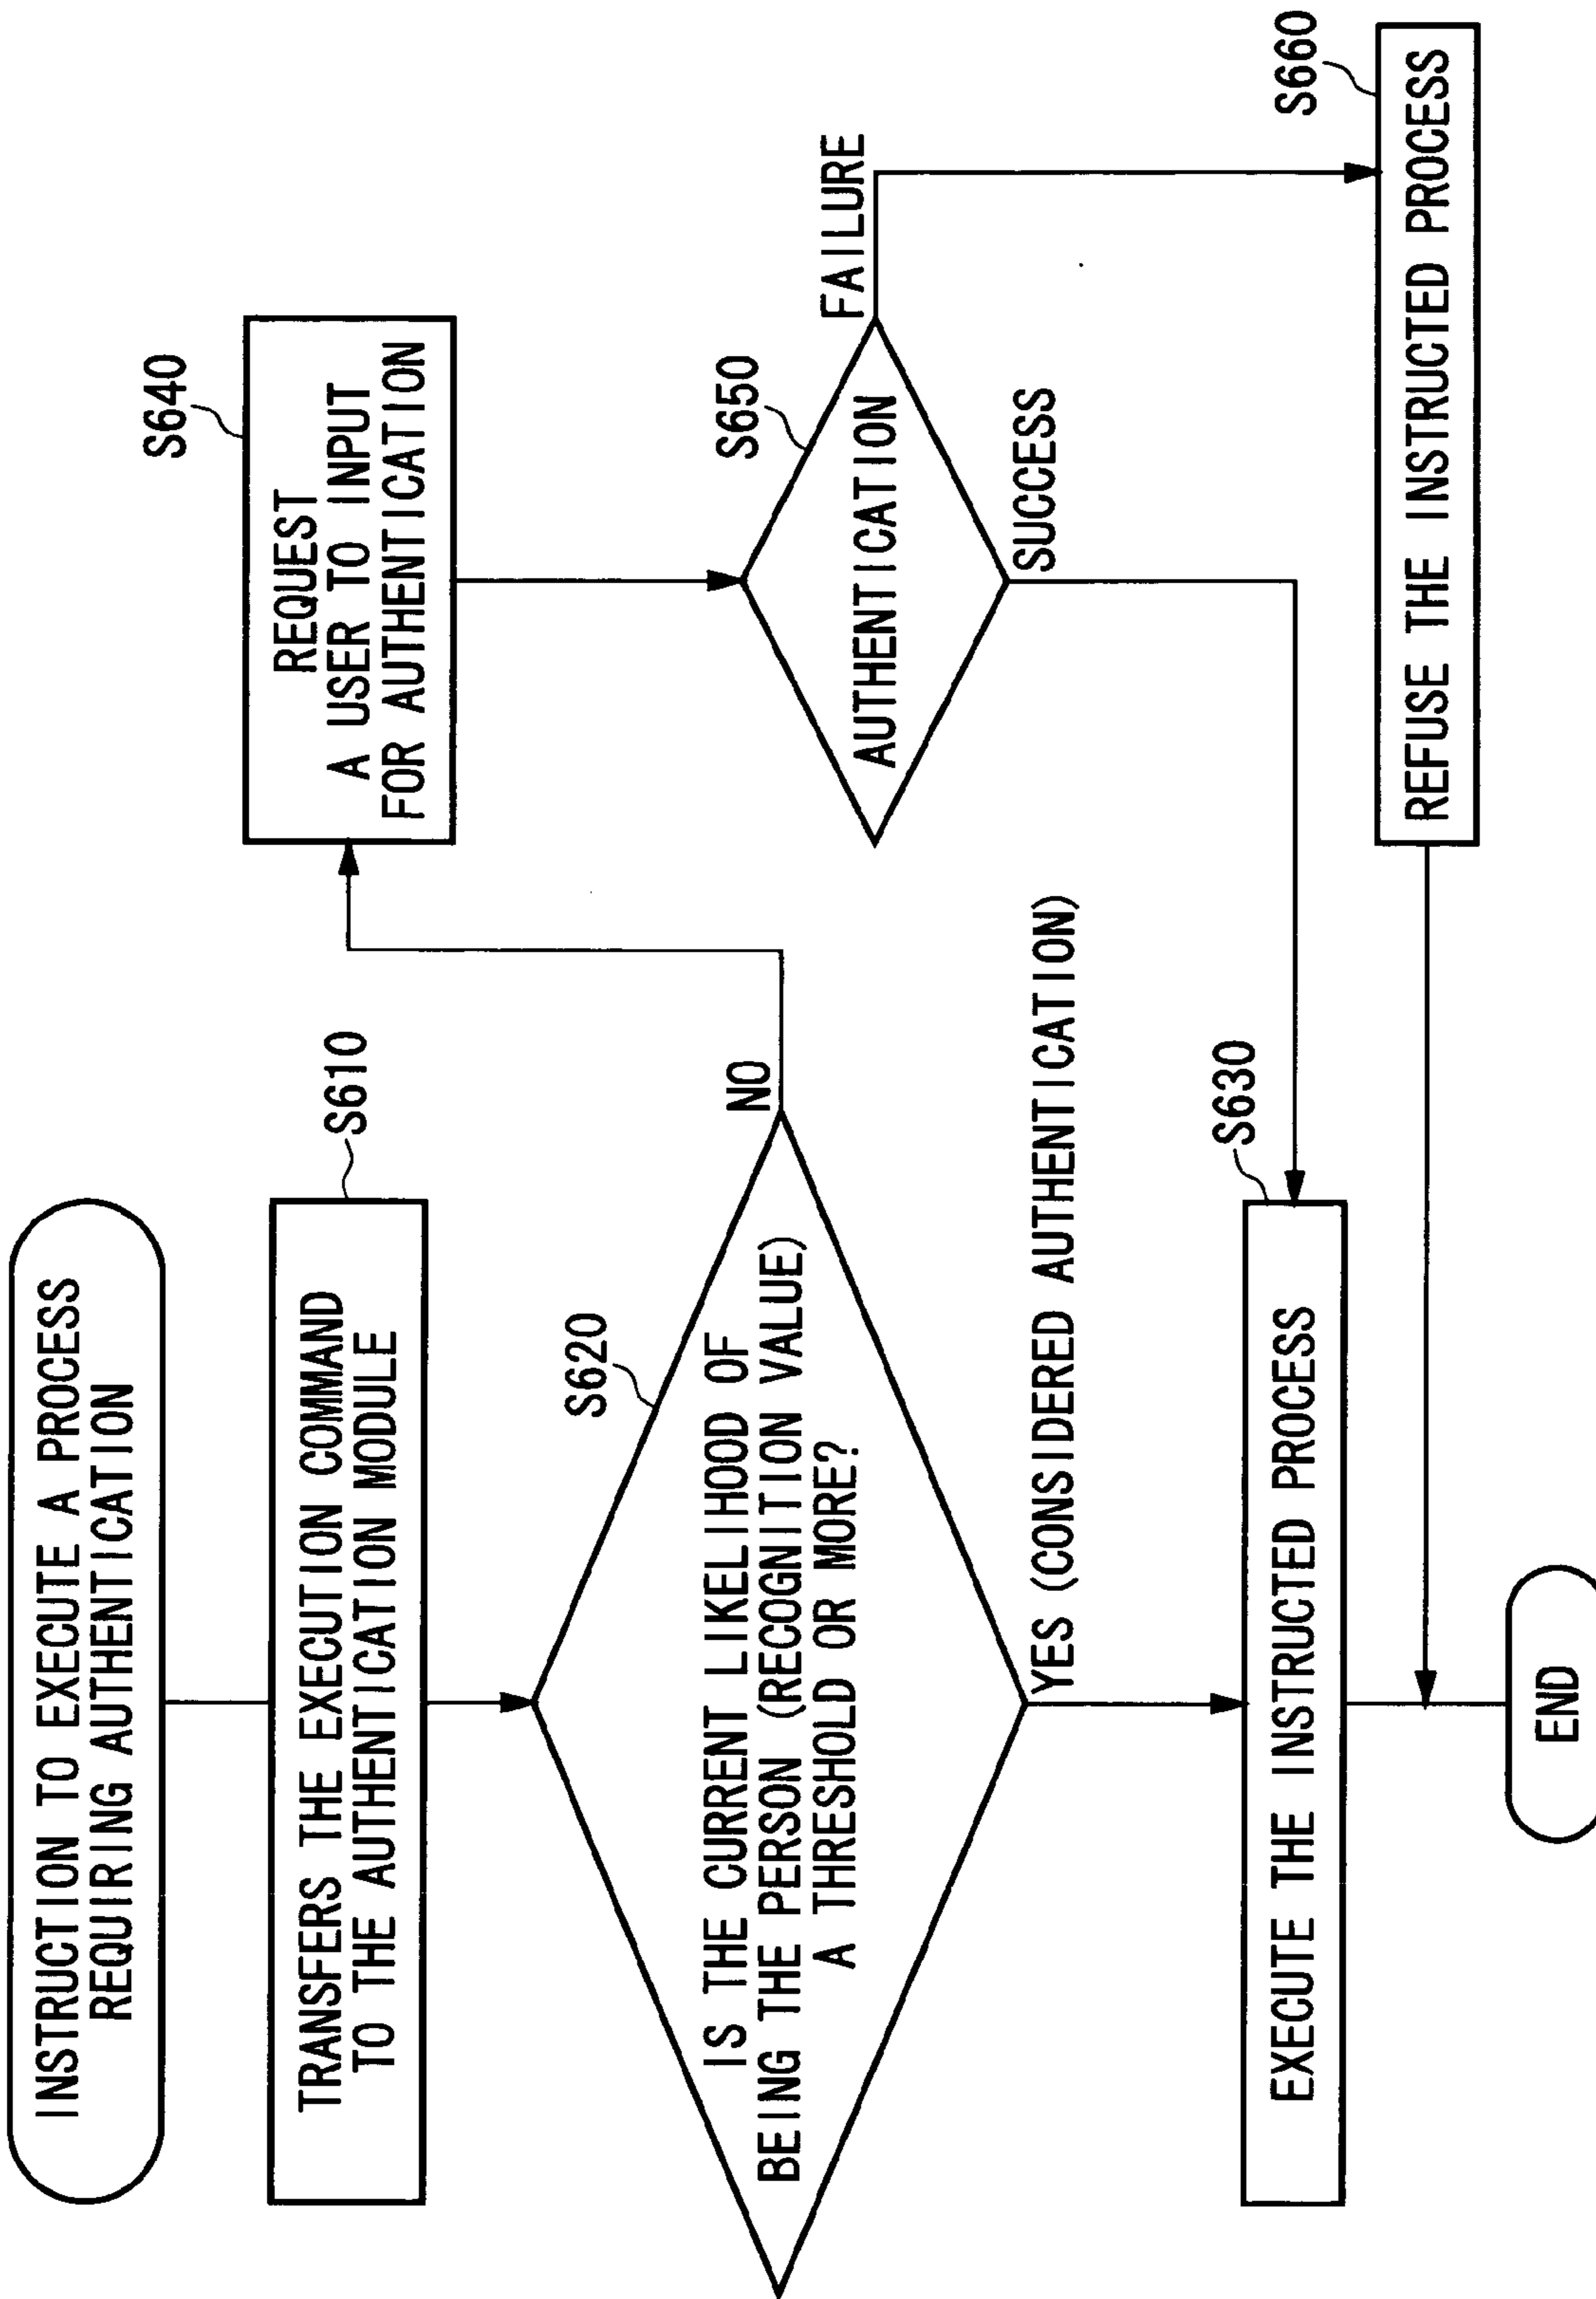 INSTRUCTION TO EXECUTE A PROCESS
REQUIRING AUTHENTICATION
S610
TRANSFERS THE EXECUTION COMMAND
TO THE AUTHENTICATION MODULE
S620
IS THE CURRENT LIKELIHOOD OF
BEING THE PERSON (RECOGNITION VALUE)
A THRESHOLD OR MORE?
NO
YES (CONSIDERED AUTHENTICATION)
S630
EXECUTE THE INSTRUCTED PROCESS
END
S640
REQUEST
A USER TO INPUT
FOR AUTHENTICATION
S650
AUTHENTICATION
FAILURE
SUCCESS
S660
REFUSE THE INSTRUCTED PROCESS